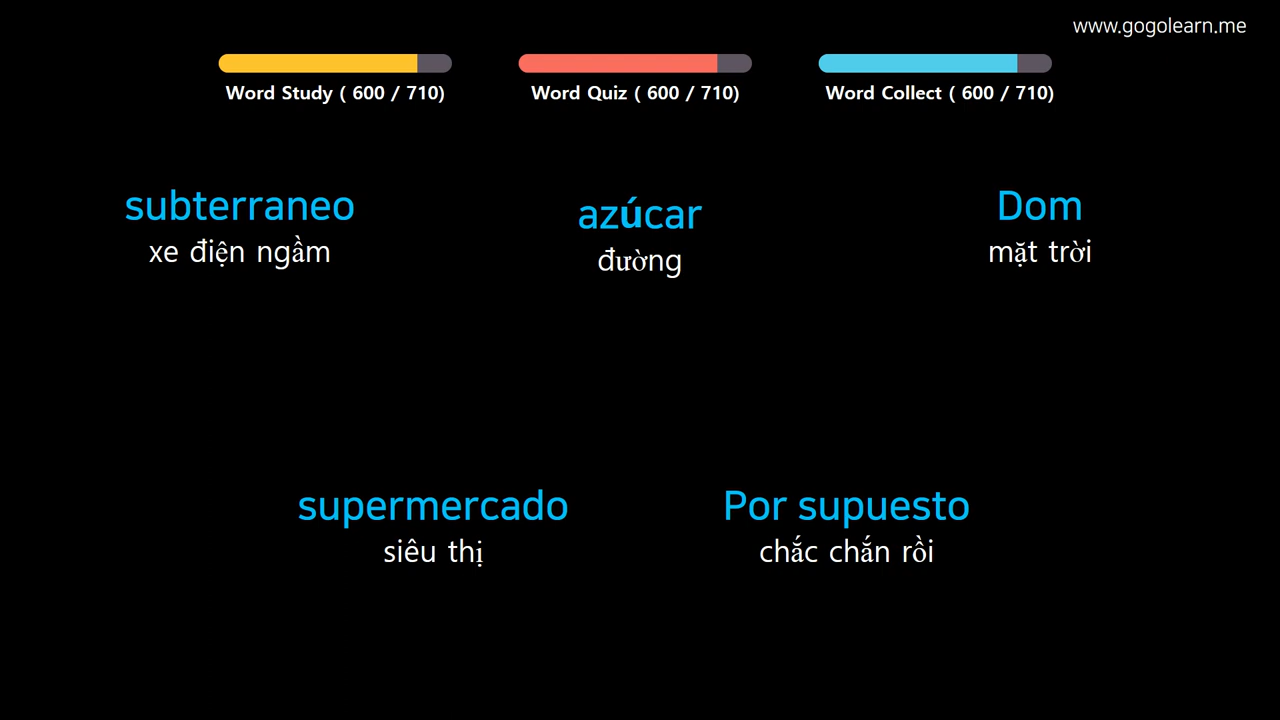 www.gogolearn.me
Word Study ( 600 / 710)
Word Quiz ( 600 / 710)
Word Collect ( 600 / 710)
subterraneo
xe điện ngầm
azúcar
đường
Dom
mặt trời
supermercado
siêu thị
Por supuesto
chắc chắn rồi